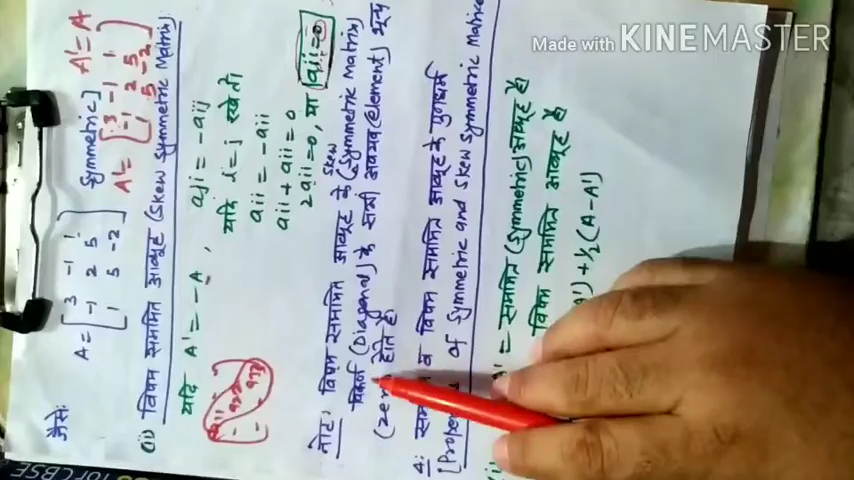 Made with KINEMASTER
जैसे:
A = [3 -1 1
-1 2 5
1 5 -2] Symmetric] A' = A
A' = [3 -1 1
-1 2 5
1 5 -2]
(ii) विषम सममित आव्यूह (Skew Symmetric Matrix)
यदि A' = -A, aji = -aij
यदि i=j रखे तो
aii = -aii
aii + aii = 0
2aii = 0, या aii = 0
नोट: विषम सममित आव्यूह के (Skew Symmetric Matrix)
विकर्ण (Diagonal) के सभी अवयव (element) शून्य
(zero होते हैं)
4: व विषम सममित आव्यूह के गुणधर्म
of Symmetric and Skew Symmetric Matrice
A' = सममित (Symmetric) आव्यूह है
विषम सममित आव्यूह है
A') + 1/2 (A - A')